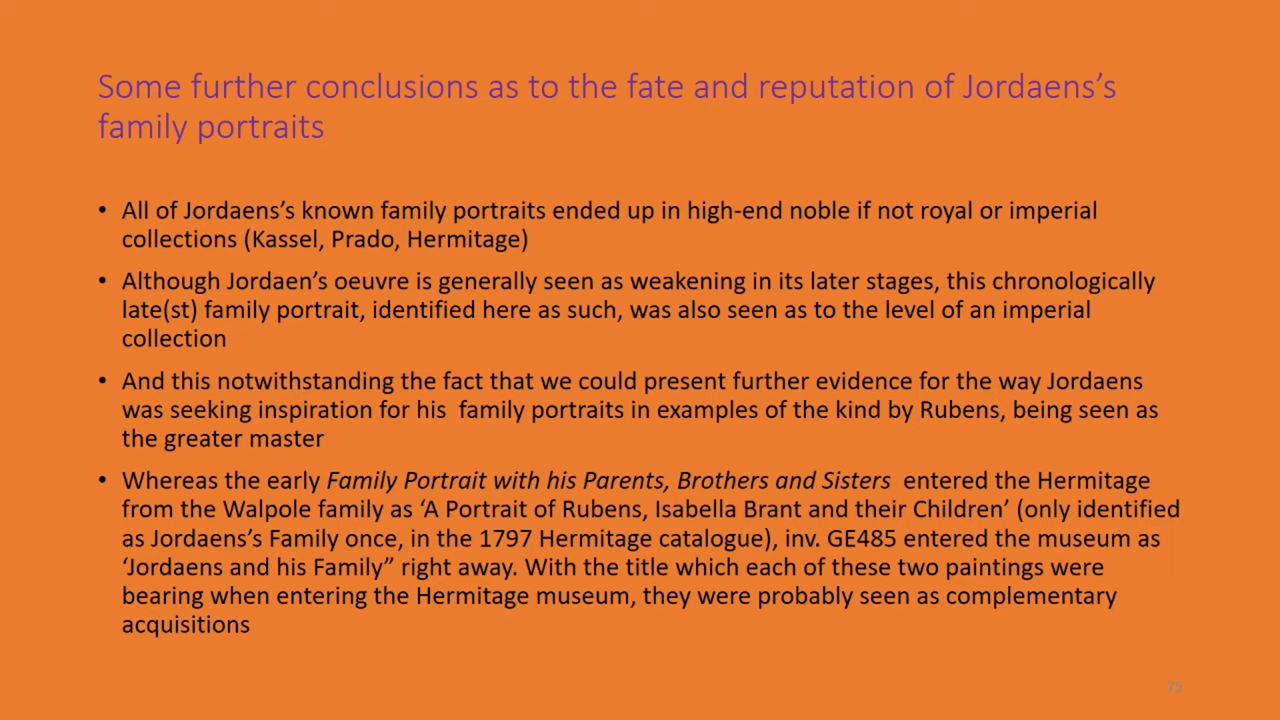 Some further conclusions as to the fate and reputation of Jordaens’s
family portraits
• All of Jordaens’s known family portraits ended up in high-end noble if not royal or imperial
collections (Kassel, Prado, Hermitage)
• Although Jordaen’s oeuvre is generally seen as weakening in its later stages, this chronologically
late(st) family portrait, identified here as such, was also seen as to the level of an imperial
collection
• And this notwithstanding the fact that we could present further evidence for the way Jordaens
was seeking inspiration for his  family portraits in examples of the kind by Rubens, being seen as
the greater master
• Whereas the early Family Portrait with his Parents, Brothers and Sisters  entered the Hermitage
from the Walpole family as ‘A Portrait of Rubens, Isabella Brant and their Children’ (only identified
as Jordaens’s Family once, in the 1797 Hermitage catalogue), inv. GE485 entered the museum as
‘Jordaens and his Family” right away. With the title which each of these two paintings were
bearing when entering the Hermitage museum, they were probably seen as complementary
acquisitions
75